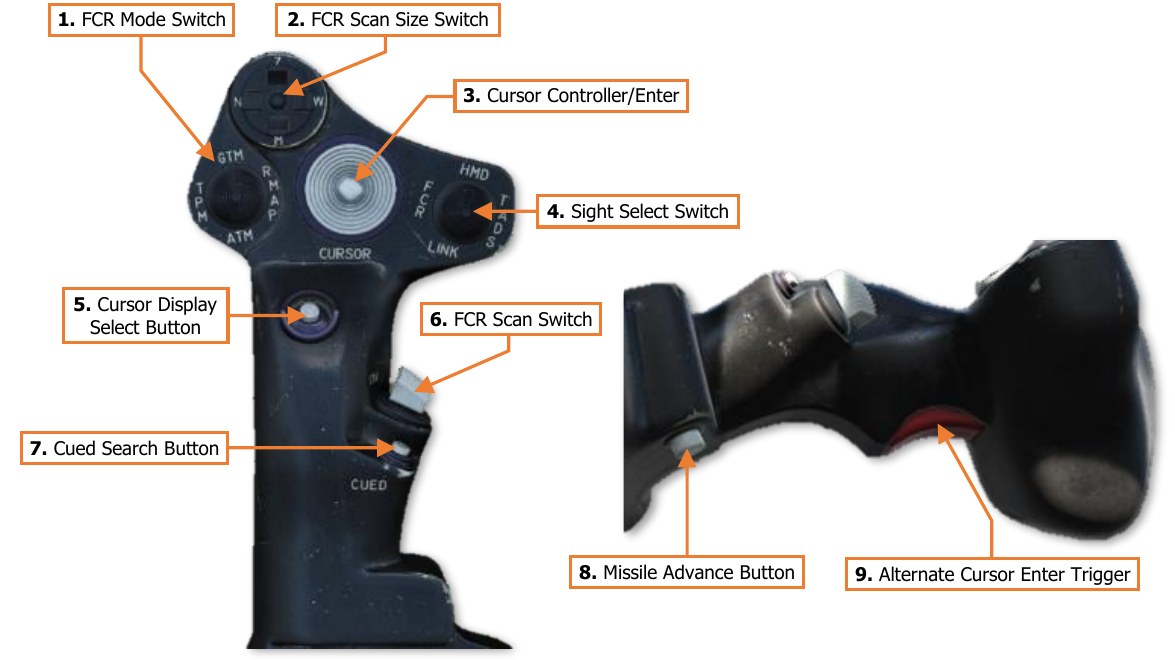 1. FCR Mode Switch
2. FCR Scan Size Switch
3. Cursor Controller/Enter
4. Sight Select Switch
5. Cursor Display
Select Button
6. FCR Scan Switch
7. Cued Search Button
8. Missile Advance Button
9. Alternate Cursor Enter Trigger
Z
N
W
M
GTM
TPM
RMAP
ATM
CURSOR
HMD
FCR
TADS
LINK
CUED